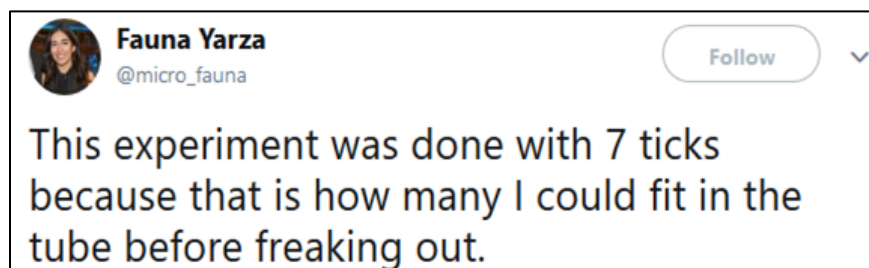 Fauna Yarza
@micro_fauna
Follow
This experiment was done with 7 ticks
because that is how many I could fit in the
tube before freaking out.